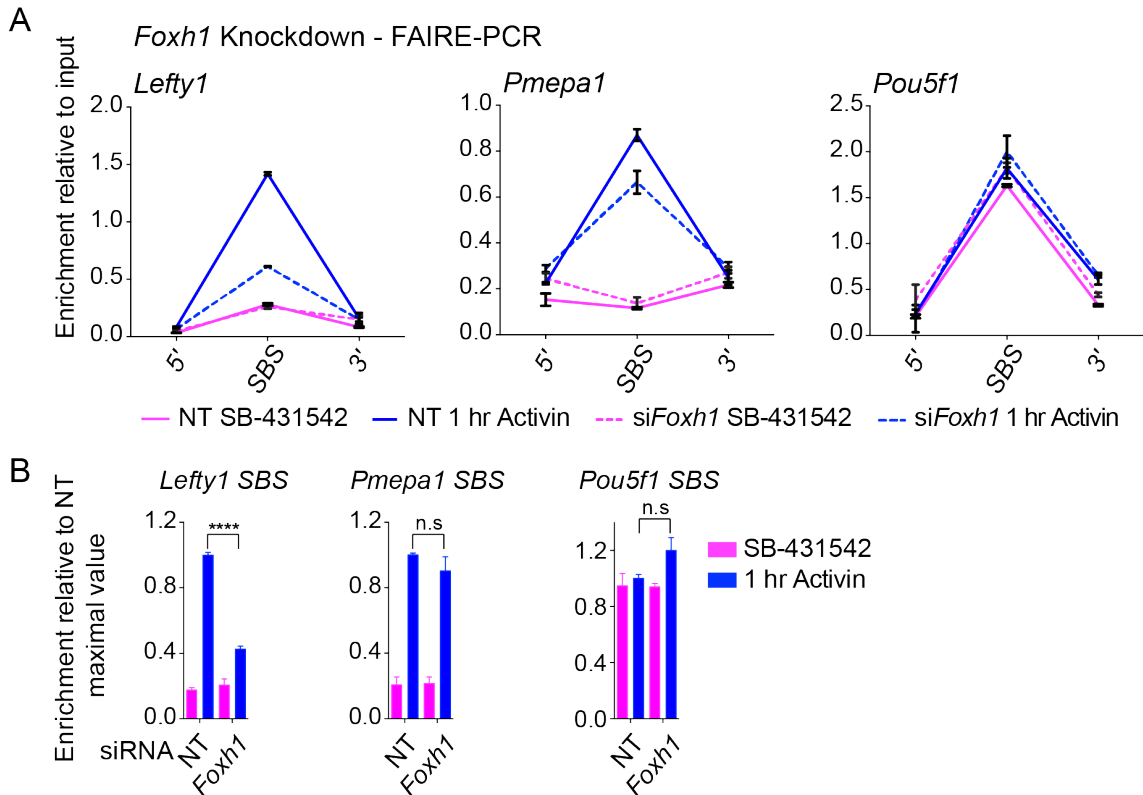 A
Foxh1 Knockdown - FAIRE-PCR
Enrichment relative to input
Lefty1
2.0
1.5
1.0
0.5
0.0
5'
SBS
3'
Pmepa1
1.0
0.8
0.6
0.4
0.2
0.0
5'
SBS
3'
Pou5f1
2.5
2.0
1.5
1.0
0.5
0.0
5'
SBS
3'
NT SB-431542
NT 1 hr Activin
siFoxh1 SB-431542
siFoxh1 1 hr Activin
B
Enrichment relative to NT
maximal value
Lefty1 SBS
1.2
0.8
0.4
0.0
****
siRNA
NT
Foxh1
Pmepa1 SBS
1.2
0.8
0.4
0.0
n.s
NT
Foxh1
Pou5f1 SBS
1.2
0.8
0.4
0.0
n.s
NT
Foxh1
SB-431542
1 hr Activin